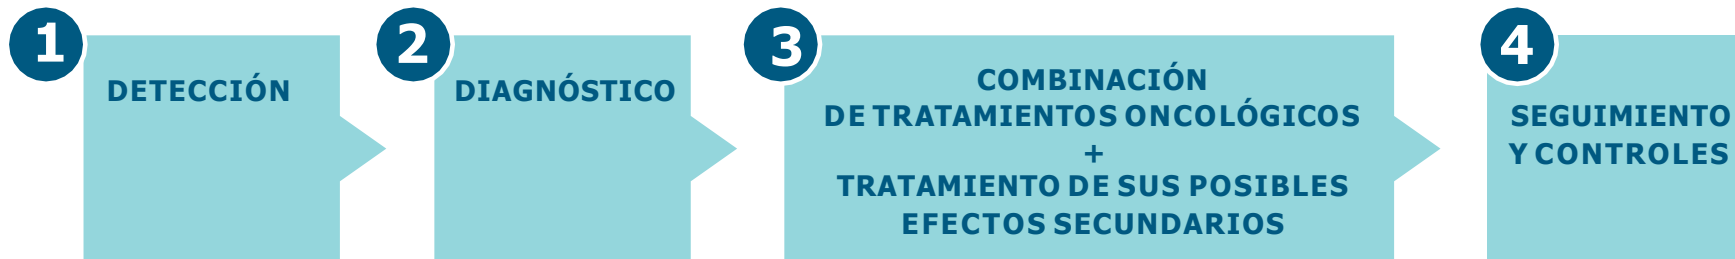 1
DETECCIÓN
2
DIAGNÓSTICO
3
COMBINACIÓN
DE TRATAMIENTOS ONCOLÓGICOS
+
TRATAMIENTO DE SUS POSIBLES
EFECTOS SECUNDARIOS
4
SEGUIMIENTO
Y CONTROLES